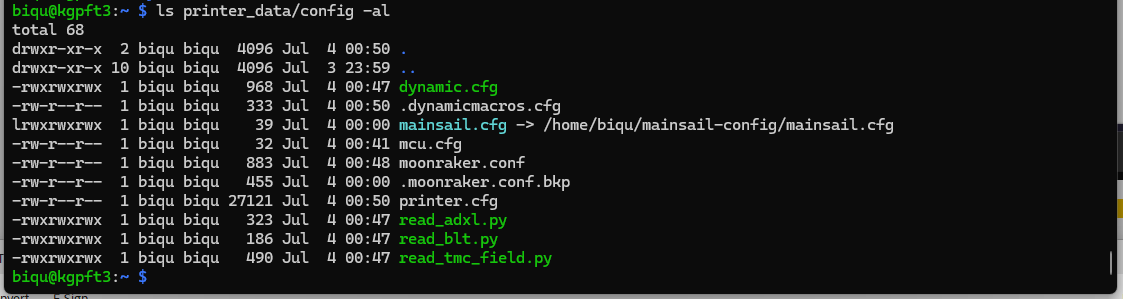 biqu@kgpft3:~ $ ls printer_data/config -al
total 68
drwxr-xr-x  2 biqu biqu  4096 Jul  4 00:50 .
drwxr-xr-x 10 biqu biqu  4096 Jul  3 23:59 ..
-rwxrwxrwx  1 biqu biqu   968 Jul  4 00:47 dynamic.cfg
-rw-r--r--  1 biqu biqu   333 Jul  4 00:50 .dynamicmacros.cfg
lrwxrwxrwx  1 biqu biqu    39 Jul  4 00:00 mainsail.cfg -> /home/biqu/mainsail-config/mainsail.cfg
-rw-r--r--  1 biqu biqu    32 Jul  4 00:41 mcu.cfg
-rw-r--r--  1 biqu biqu   883 Jul  4 00:48 moonraker.conf
-rw-r--r--  1 biqu biqu   455 Jul  4 00:00 .moonraker.conf.bkp
-rw-r--r--  1 biqu biqu 27121 Jul  4 00:50 printer.cfg
-rwxrwxrwx  1 biqu biqu   323 Jul  4 00:47 read_adxl.py
-rwxrwxrwx  1 biqu biqu   186 Jul  4 00:47 read_blt.py
-rwxrwxrwx  1 biqu biqu   490 Jul  4 00:47 read_tmc_field.py
biqu@kgpft3:~ $